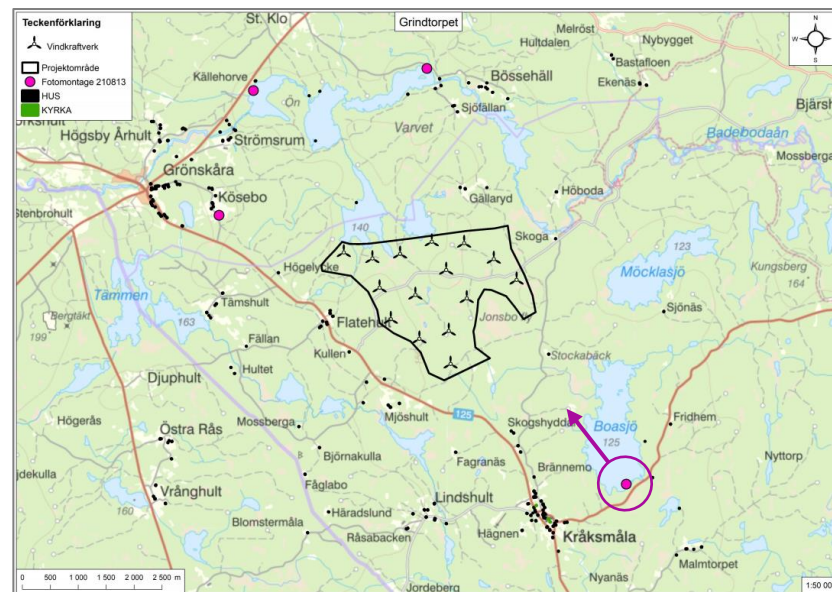 Teckenförklaring
Vindkraftverk
Projektområde
Fotomontage 210813
HUS
KYRKA
Grindtorpet
N
W
E
S
St. Klo
Källehorve
Ön
Högsby Århult
Strömsrum
Grönskåra
Kösebo
Stenbrohult
Melröst
Hultdalen
Nybygget
Bastafloen
Bössehäll
Ekenäs
Sjöfällan
Varvet
Badebodaån
Mossberga
Gällaryd
Höboda
Skoga
140
Högelycke
123
Möcklasjö
Kungsberg
164
Tämmen
Bergtäkt
199
163
Tämshult
Flatehult
Jonsbo
Sjönäs
Fällan
Kullen
Stockabäck
Hultet
Djuphult
Mjöshult
125
Högerås
Mossberga
Skogshyddan
Boasjö
125
Fridhem
Östra Rås
Björnakulla
Fagranäs
Brännemo
Nyttorp
Vrånghult
Fåglabo
160
Lindshult
Häradslund
Blomstermåla
Råsabacken
Hägnen
Kråksmåla
Malmtorpet
Nyanäs
Jordeberg
0 500 1 000 1 500 2 000 2 500 m
1:50 00